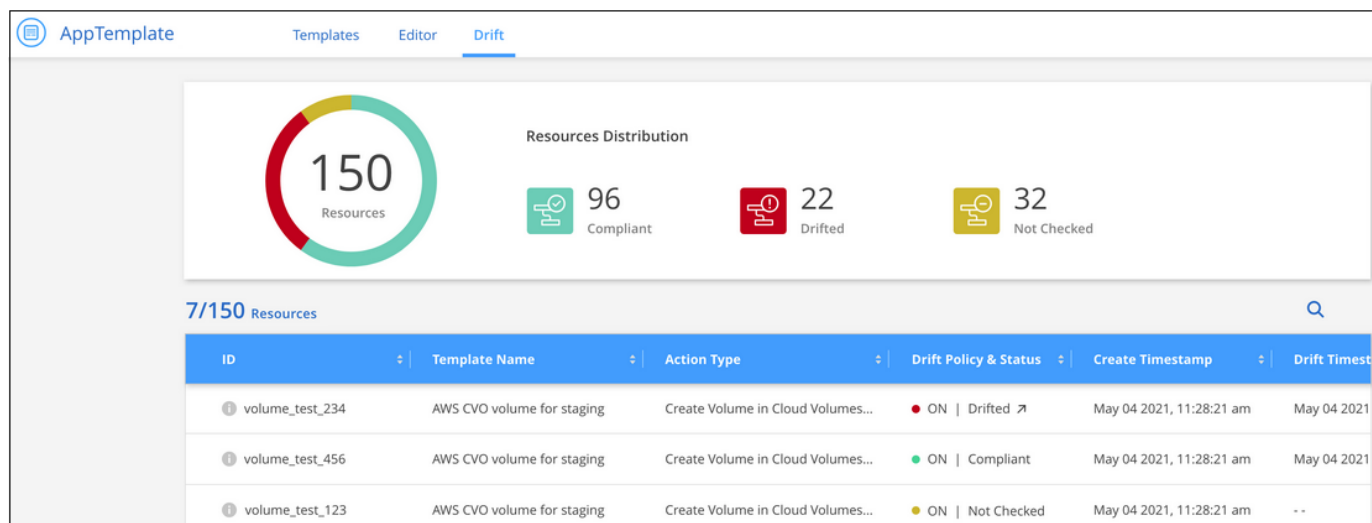 AppTemplate Templates Editor Drift
150
Resources
Resources Distribution
96
Compliant
22
Drifted
32
Not Checked
7/150 Resources
ID Template Name Action Type Drift Policy & Status Create Timestamp Drift Timest
volume_test_234 AWS CVO volume for staging Create Volume in Cloud Volumes... ON | Drifted ↗ May 04 2021, 11:28:21 am May 04 2021
volume_test_456 AWS CVO volume for staging Create Volume in Cloud Volumes... ON | Compliant May 04 2021, 11:28:21 am May 04 2021
volume_test_123 AWS CVO volume for staging Create Volume in Cloud Volumes... ON | Not Checked May 04 2021, 11:28:21 am - -